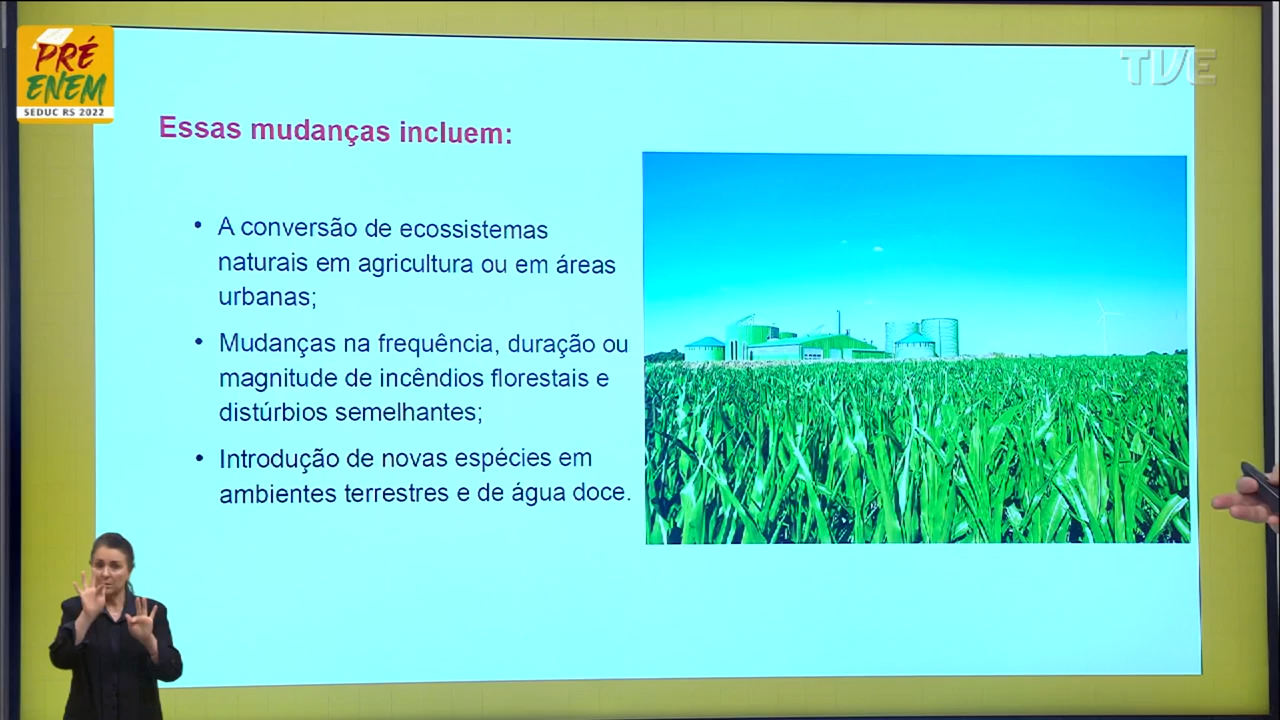 PRÉ
ENEM
SEDUC RS 2022
TVE
Essas mudanças incluem:
• A conversão de ecossistemas
naturais em agricultura ou em áreas
urbanas;
• Mudanças na frequência, duração ou
magnitude de incêndios florestais e
distúrbios semelhantes;
• Introdução de novas espécies em
ambientes terrestres e de água doce.